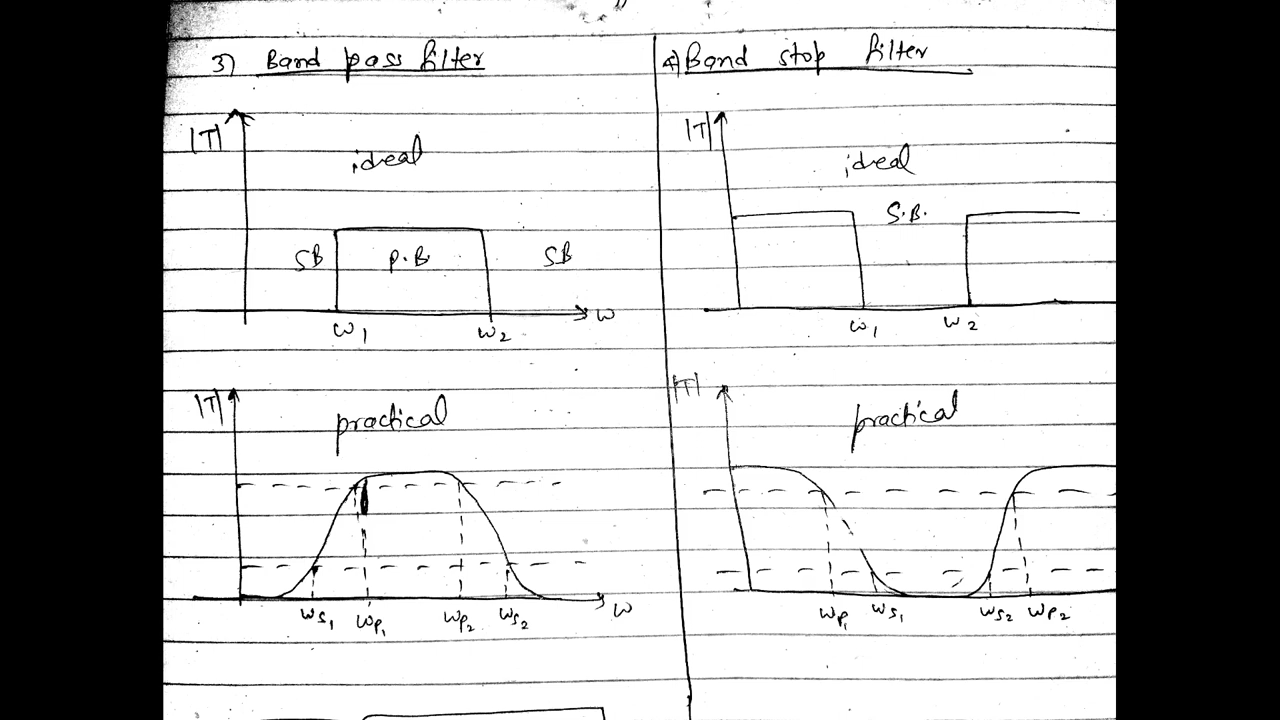 3) Band pass filter
|T|
ideal
SB P.B. SB
ω1 ω2 ω
|T|
practical
ωs1 ωp1 ωp2 ωs2 ω
4) Band stop filter
|T|
ideal
S.B.
ω1 ω2
|T|
practical
ωp1 ωs1 ωs2 ωp2